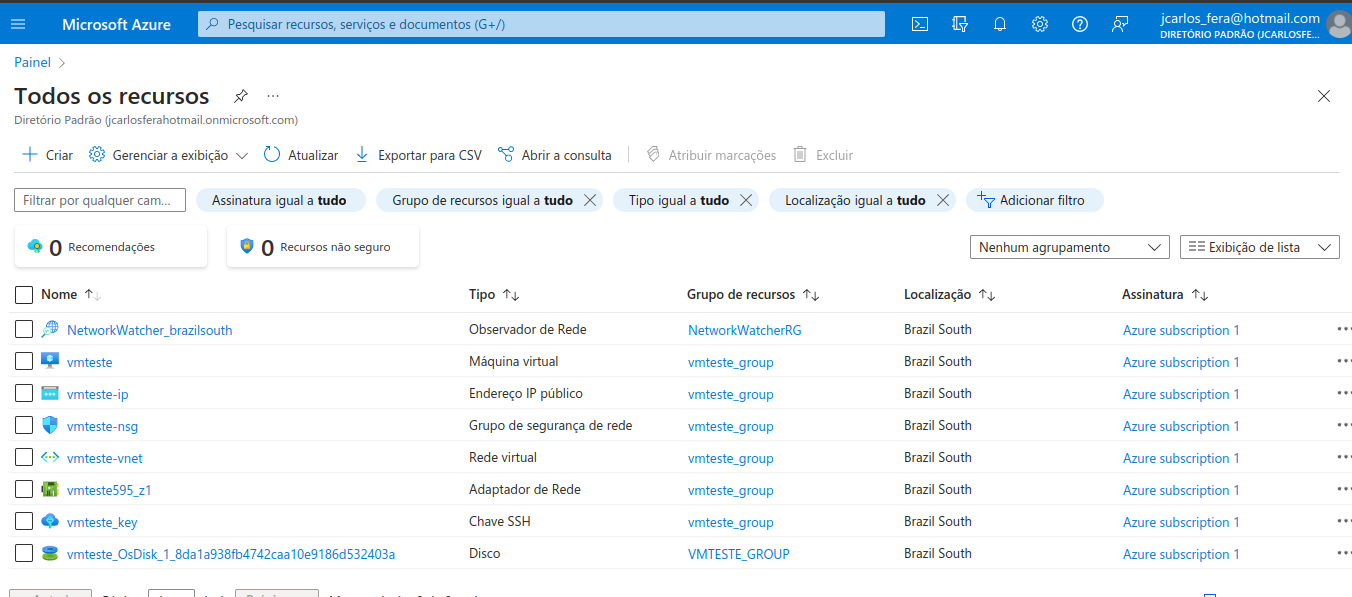 Microsoft Azure
Pesquisar recursos, serviços e documentos (G+/)
jcarlos_fera@hotmail.com
DIRETÓRIO PADRÃO (JCARLOSFE...
Painel
Todos os recursos
Diretório Padrão (jcarlosferahotmail.onmicrosoft.com)
Criar Gerenciar a exibição Atualizar Exportar para CSV Abrir a consulta Atribuir marcações Excluir
Filtrar por qualquer cam... Assinatura igual a tudo Grupo de recursos igual a tudo Tipo igual a tudo Localização igual a tudo Adicionar filtro
0 Recomendações 0 Recursos não seguro Nenhum agrupamento Exibição de lista
Nome Tipo Grupo de recursos Localização Assinatura
NetworkWatcher_brazilsouth Observador de Rede NetworkWatcherRG Brazil South Azure subscription 1
vmteste Máquina virtual vmteste_group Brazil South Azure subscription 1
vmteste-ip Endereço IP público vmteste_group Brazil South Azure subscription 1
vmteste-nsg Grupo de segurança de rede vmteste_group Brazil South Azure subscription 1
vmteste-vnet Rede virtual vmteste_group Brazil South Azure subscription 1
vmteste595_z1 Adaptador de Rede vmteste_group Brazil South Azure subscription 1
vmteste_key Chave SSH vmteste_group Brazil South Azure subscription 1
vmteste_OsDisk_1_8da1a938fb4742caa10e9186d532403a Disco VMTESTE_GROUP Brazil South Azure subscription 1